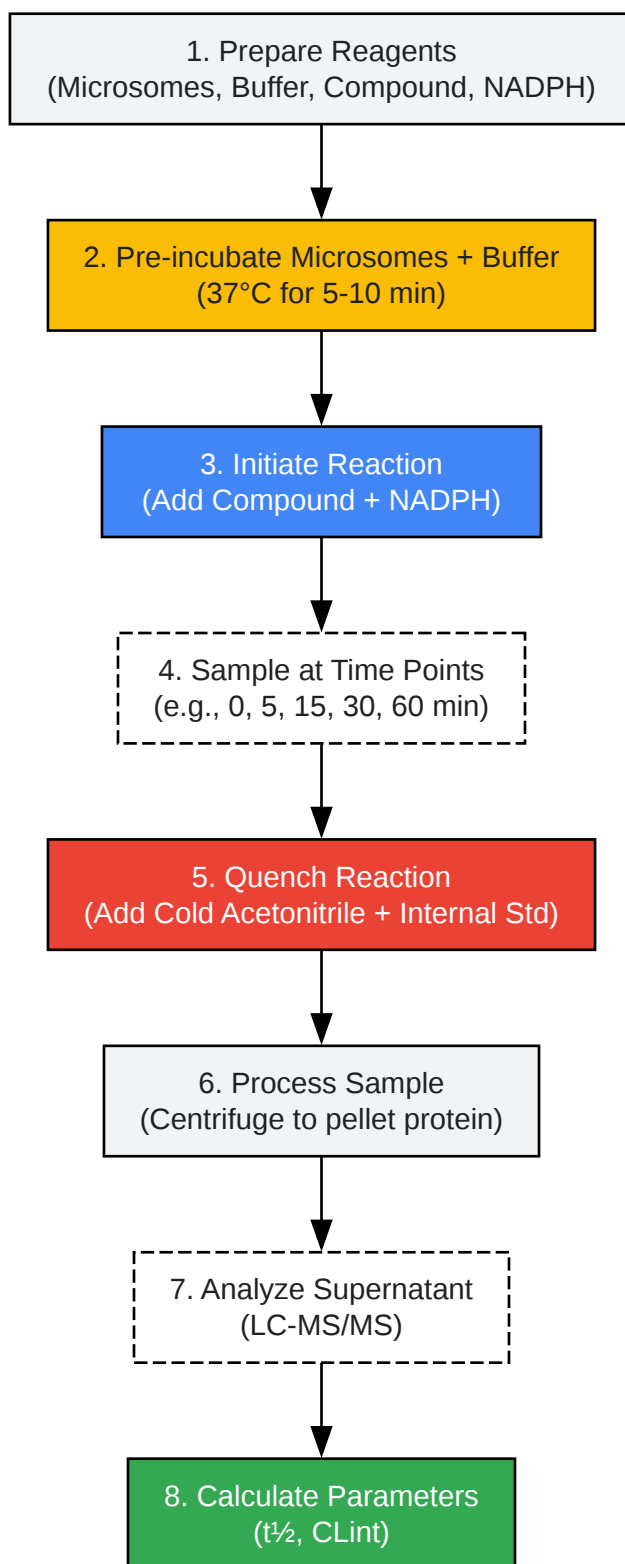 1. Prepare Reagents
(Microsomes, Buffer, Compound, NADPH)
2. Pre-incubate Microsomes + Buffer
(37°C for 5-10 min)
3. Initiate Reaction
(Add Compound + NADPH)
4. Sample at Time Points
(e.g., 0, 5, 15, 30, 60 min)
5. Quench Reaction
(Add Cold Acetonitrile + Internal Std)
6. Process Sample
(Centrifuge to pellet protein)
7. Analyze Supernatant
(LC-MS/MS)
8. Calculate Parameters
(t½, CLint)